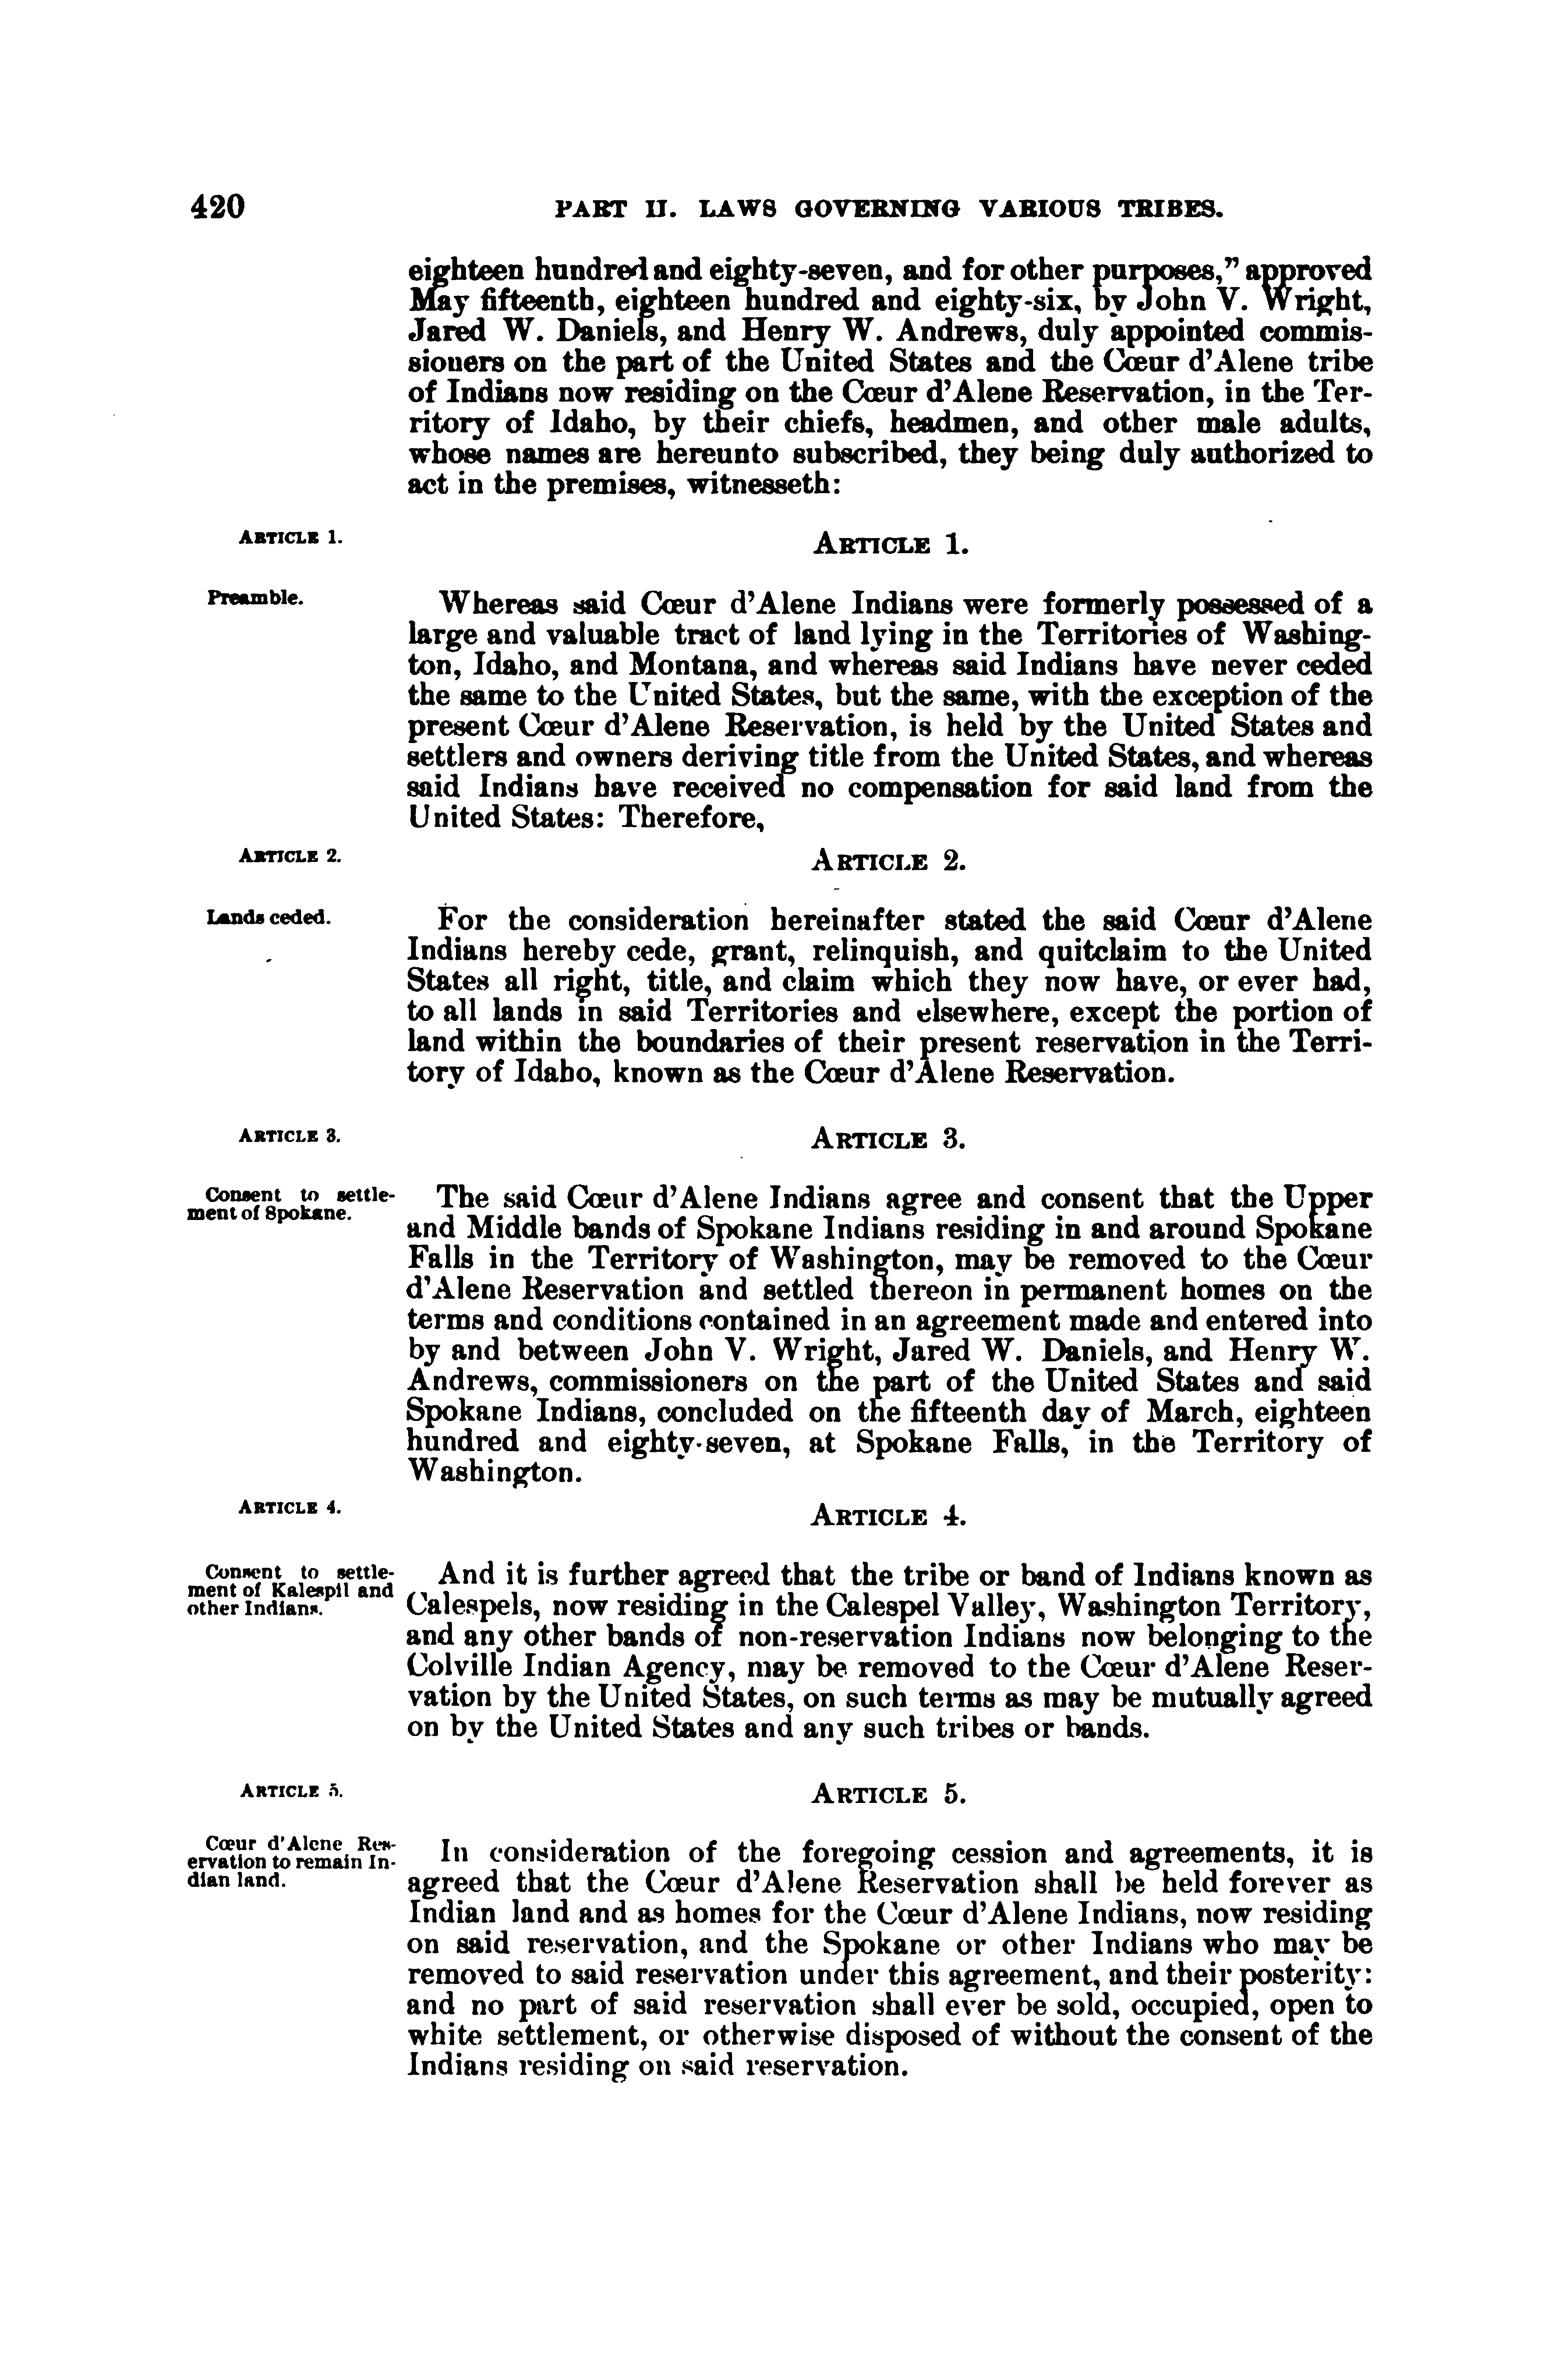 420
PART II. LAWS GOVERNING VARIOUS TRIBES.
eighteen hundred and eighty-seven, and for other purposes,” approved
May fifteenth, eighteen hundred and eighty-six, by John V. Wright,
Jared W. Daniels, and Henry W. Andrews, duly appointed commis-
sioners on the part of the United States and the Cœur d’Alene tribe
of Indians now residing on the Cœur d’Alene Reservation, in the Ter-
ritory of Idaho, by their chiefs, headmen, and other male adults,
whose names are hereunto subscribed, they being duly authorized to
act in the premises, witnesseth:
ARTICLE 1.
ARTICLE 1.
Preamble.
Whereas said Cœur d’Alene Indians were formerly possessed of a
large and valuable tract of land lying in the Territories of Washing-
ton, Idaho, and Montana, and whereas said Indians have never ceded
the same to the United States, but the same, with the exception of the
present Cœur d’Alene Reservation, is held by the United States and
settlers and owners deriving title from the United States, and whereas
said Indians have received no compensation for said land from the
United States: Therefore,
ARTICLE 2.
ARTICLE 2.
Lands ceded.
For the consideration hereinafter stated the said Cœur d’Alene
Indians hereby cede, grant, relinquish, and quitclaim to the United
States all right, title, and claim which they now have, or ever had,
to all lands in said Territories and elsewhere, except the portion of
land within the boundaries of their present reservation in the Terri-
tory of Idaho, known as the Cœur d’Alene Reservation.
ARTICLE 3.
ARTICLE 3.
Consent to settle-
ment of Spokane.
The said Cœur d’Alene Indians agree and consent that the Upper
and Middle bands of Spokane Indians residing in and around Spokane
Falls in the Territory of Washington, may be removed to the Cœur
d’Alene Reservation and settled thereon in permanent homes on the
terms and conditions contained in an agreement made and entered into
by and between John V. Wright, Jared W. Daniels, and Henry W.
Andrews, commissioners on the part of the United States and said
Spokane Indians, concluded on the fifteenth day of March, eighteen
hundred and eighty-seven, at Spokane Falls, in the Territory of
Washington.
ARTICLE 4.
ARTICLE 4.
Consent to settle-
ment of Kalespil and
other Indians.
And it is further agreed that the tribe or band of Indians known as
Calespels, now residing in the Calespel Valley, Washington Territory,
and any other bands of non-reservation Indians now belonging to the
Colville Indian Agency, may be removed to the Cœur d’Alene Reser-
vation by the United States, on such terms as may be mutually agreed
on by the United States and any such tribes or bands.
ARTICLE 5.
ARTICLE 5.
Cœur d’Alene Res-
ervation to remain In-
dian land.
In consideration of the foregoing cession and agreements, it is
agreed that the Cœur d’Alene Reservation shall be held forever as
Indian land and as homes for the Cœur d’Alene Indians, now residing
on said reservation, and the Spokane or other Indians who may be
removed to said reservation under this agreement, and their posterity:
and no part of said reservation shall ever be sold, occupied, open to
white settlement, or otherwise disposed of without the consent of the
Indians residing on said reservation.